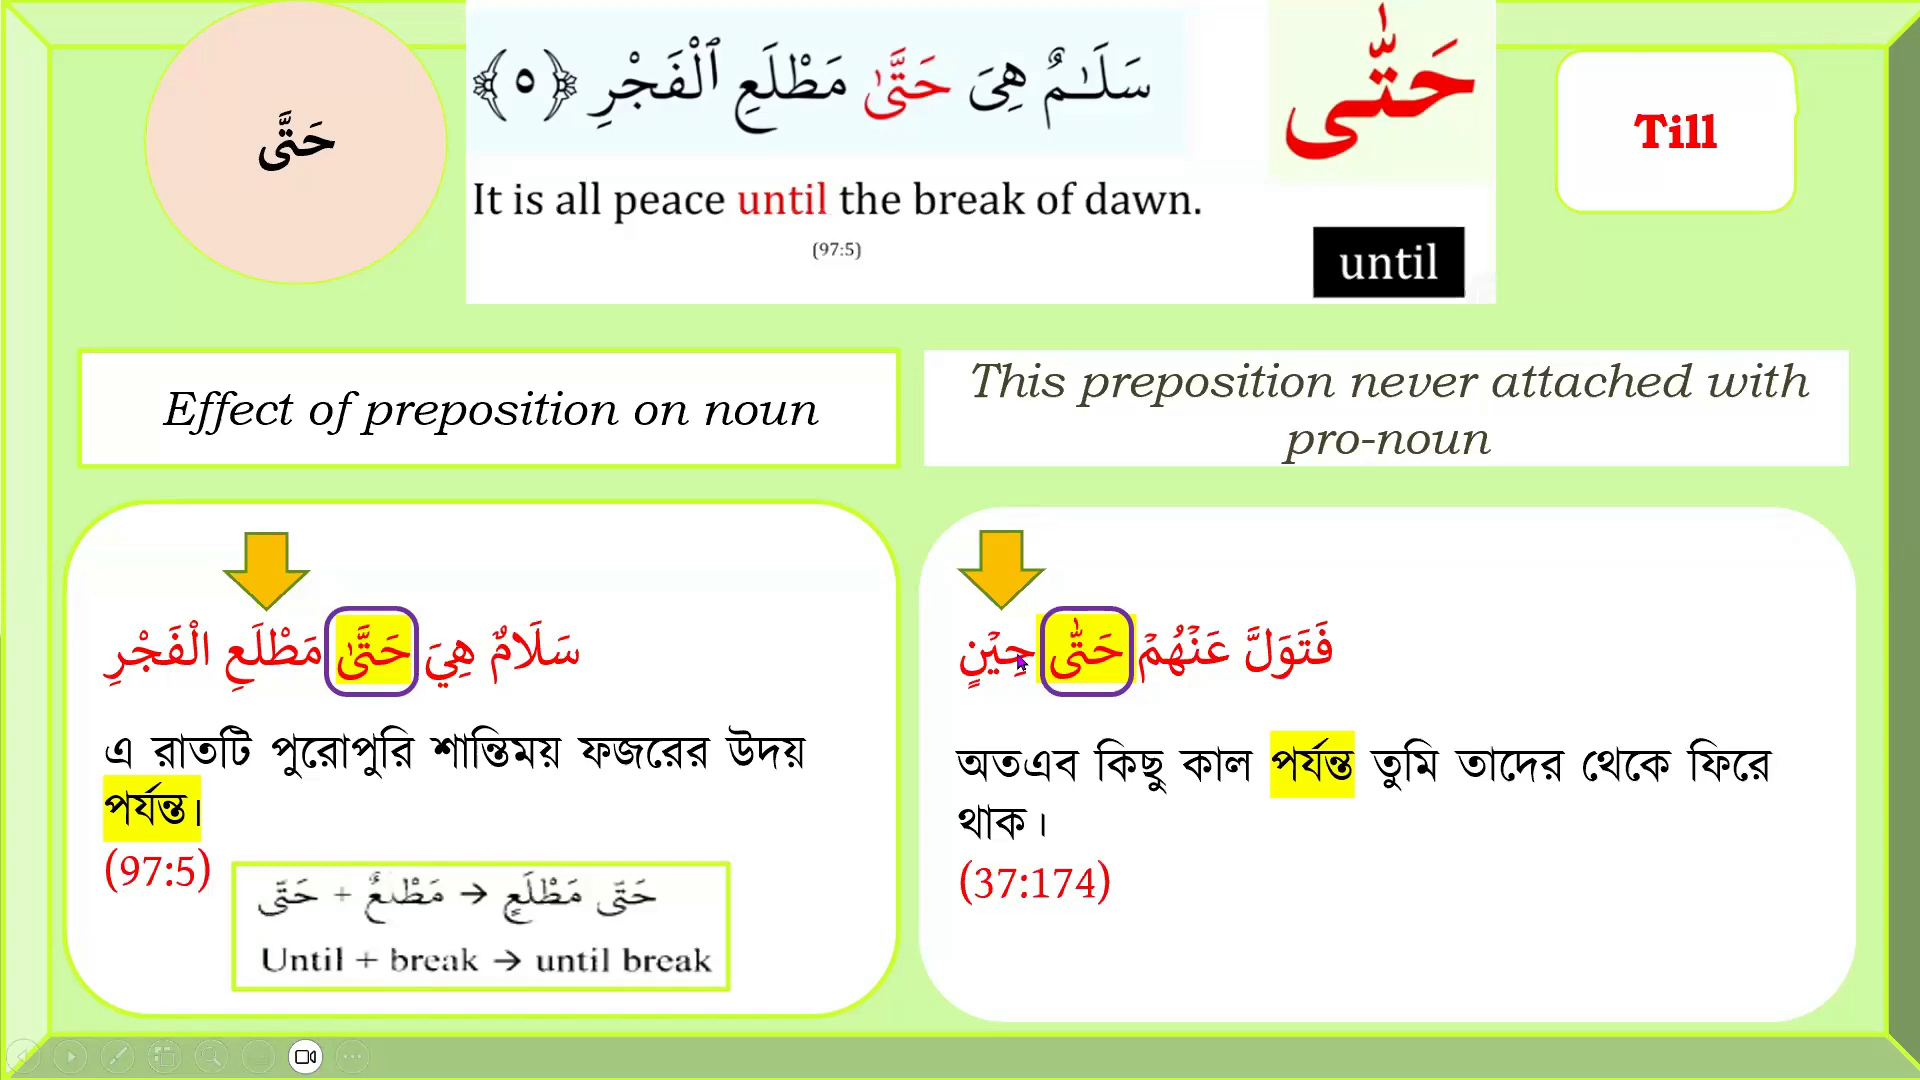 حَتَّى
سَلَـٰمٌ هِىَ حَتَّىٰ مَطْلَعِ ٱلْفَجْرِ ﴿٥﴾
حَتّٰى
Till
It is all peace until the break of dawn.
(97:5)
until
Effect of preposition on noun
This preposition never attached with
pro-noun
سَلَامٌ هِيَ حَتَّىٰ مَطْلَعِ الْفَجْرِ
এ রাতটি পুরোপুরি শান্তিময় ফজরের উদয়
পর্যন্ত।
(97:5)
حَتّى + مَطْلَعٌ → حَتّى مَطْلَعٍ
Until + break → until break
فَتَوَلَّ عَنْهُمْ حَتّٰى حِيْنٍ
অতএব কিছু কাল পর্যন্ত তুমি তাদের থেকে ফিরে
থাক।
(37:174)